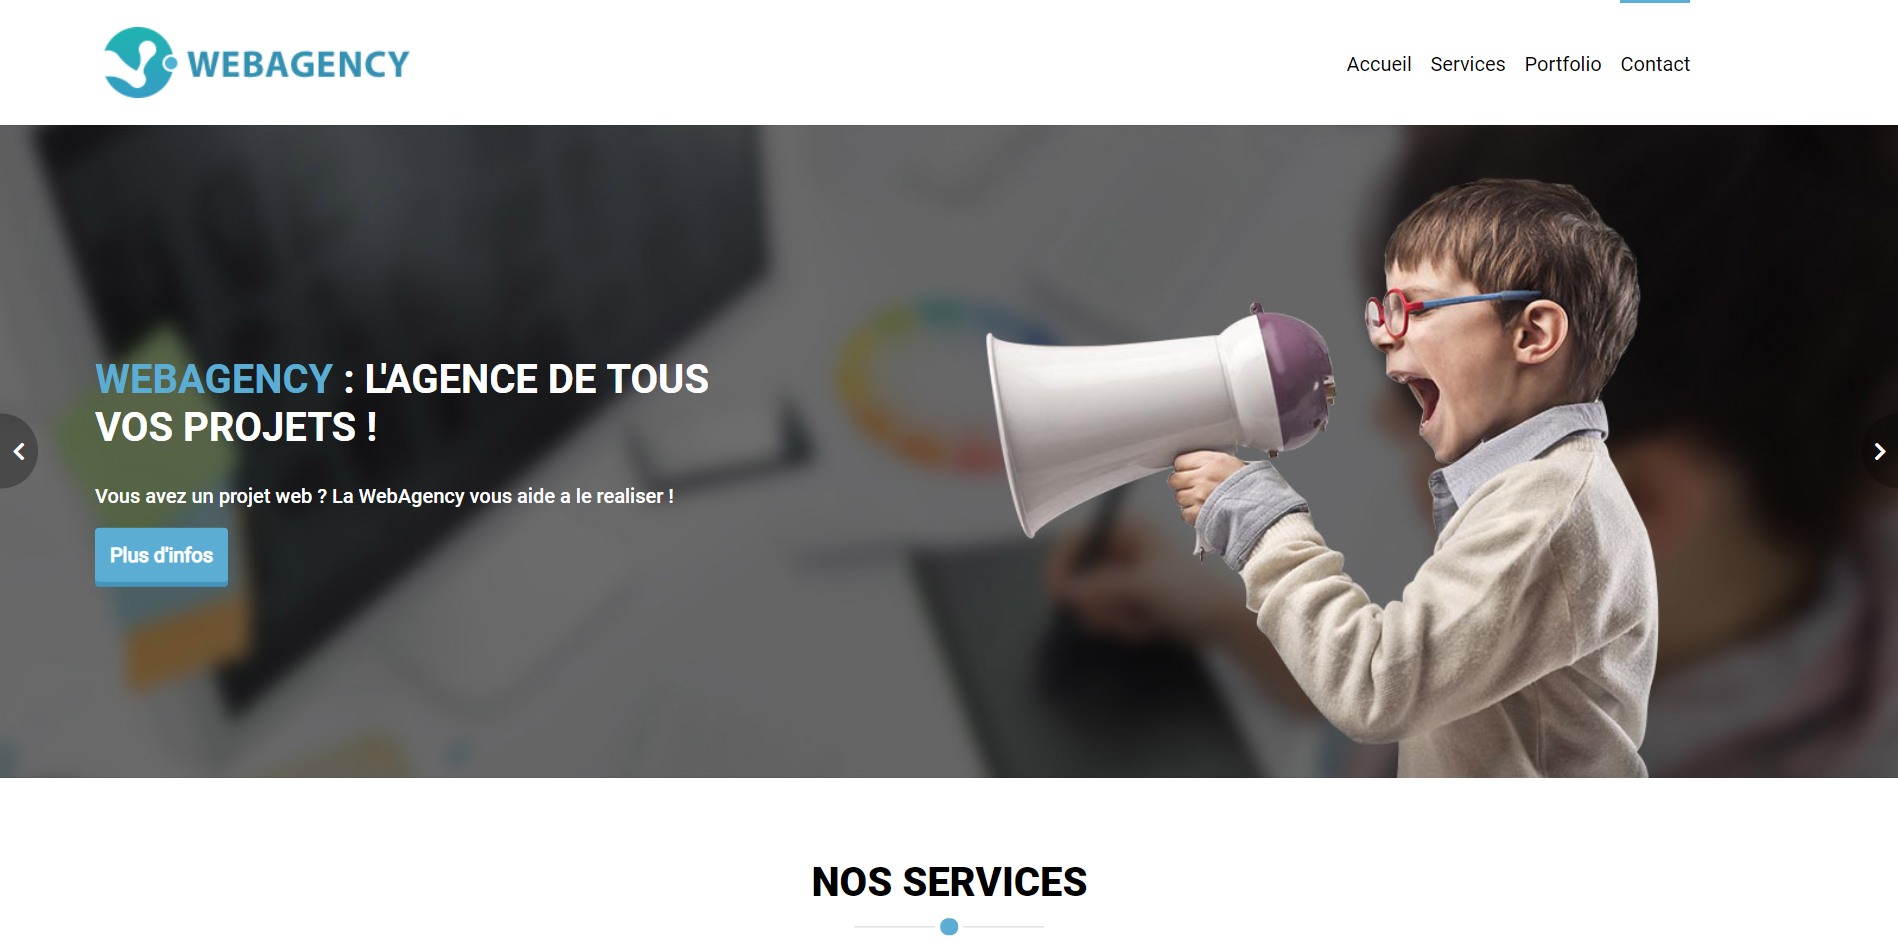 WEBAGENCY
Accueil Services Portfolio Contact
WEBAGENCY : L'AGENCE DE TOUS
VOS PROJETS !
Vous avez un projet web ? La WebAgency vous aide a le realiser !
Plus d'infos
NOS SERVICES